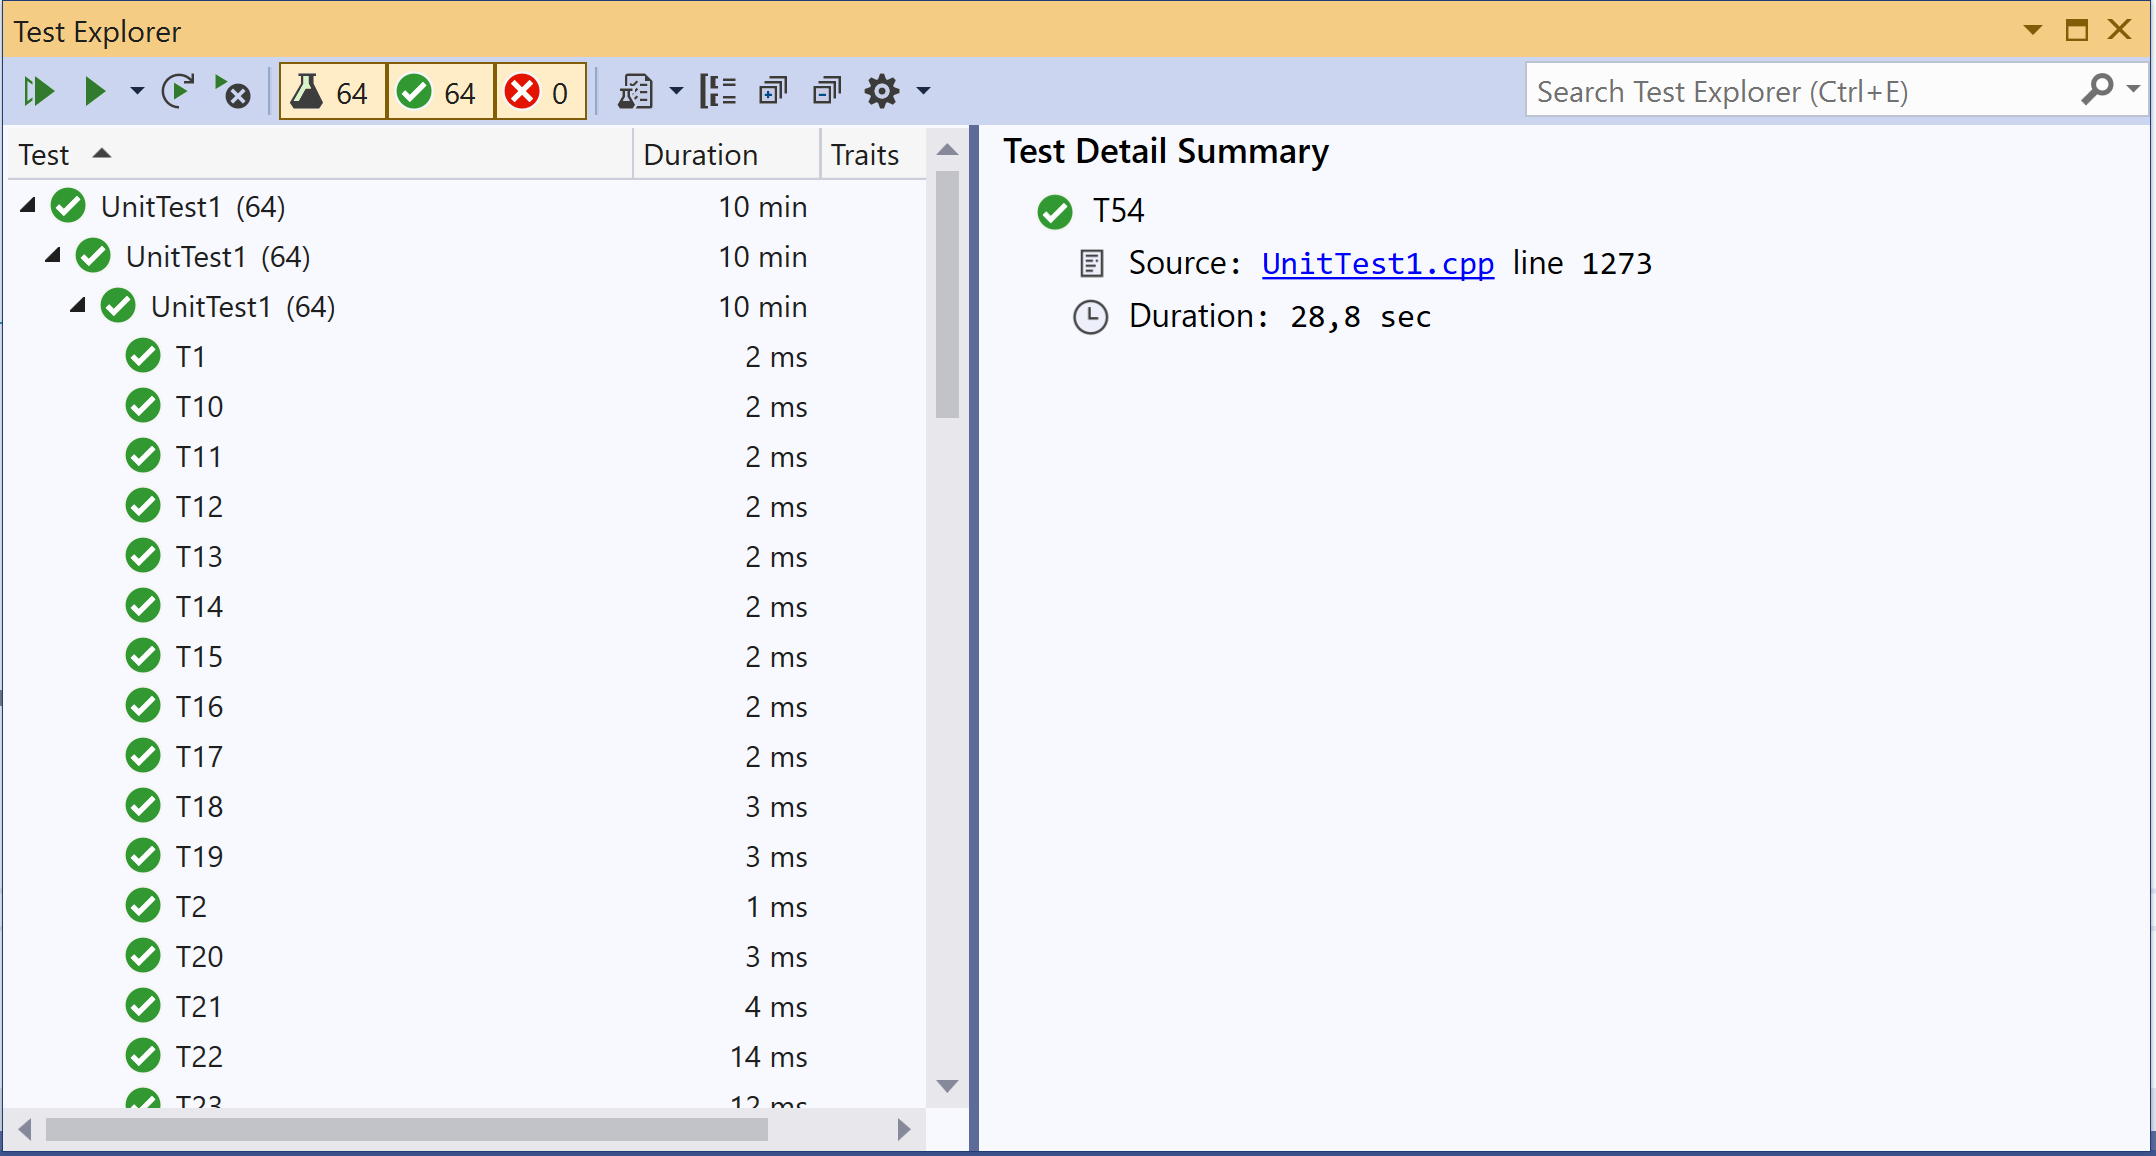 Test Explorer
64 64 0 Search Test Explorer (Ctrl+E)
Test Duration Traits
UnitTest1 (64) 10 min
UnitTest1 (64) 10 min
UnitTest1 (64) 10 min
T1 2 ms
T10 2 ms
T11 2 ms
T12 2 ms
T13 2 ms
T14 2 ms
T15 2 ms
T16 2 ms
T17 2 ms
T18 3 ms
T19 3 ms
T2 1 ms
T20 3 ms
T21 4 ms
T22 14 ms
T23 12 ms
Test Detail Summary
T54
Source: UnitTest1.cpp line 1273
Duration: 28,8 sec